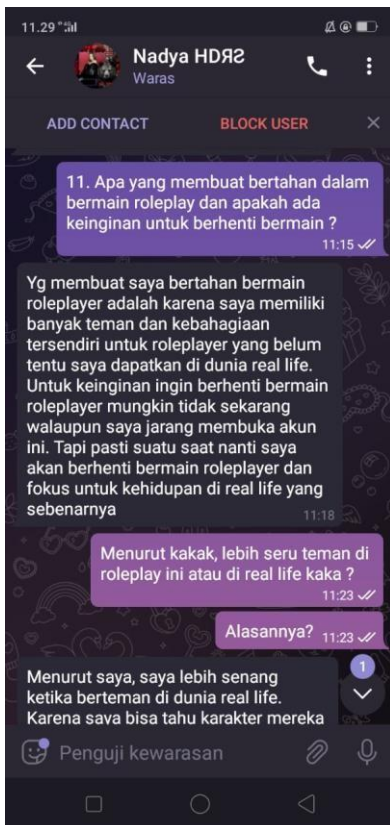 11.29
Nadya HDЯƧ
Waras
ADD CONTACT
BLOCK USER
11. Apa yang membuat bertahan dalam
bermain roleplay dan apakah ada
keinginan untuk berhenti bermain ?
11:15
Yg membuat saya bertahan bermain
roleplayer adalah karena saya memiliki
banyak teman dan kebahagiaan
tersendiri untuk roleplayer yang belum
tentu saya dapatkan di dunia real life.
Untuk keinginan ingin berhenti bermain
roleplayer mungkin tidak sekarang
walaupun saya jarang membuka akun
ini. Tapi pasti suatu saat nanti saya
akan berhenti bermain roleplayer dan
fokus untuk kehidupan di real life yang
sebenarnya
11:18
Menurut kakak, lebih seru teman di
roleplay ini atau di real life kaka ?
11:23
Alasannya? 11:23
1
Menurut saya, saya lebih senang
ketika berteman di dunia real life.
Karena saya bisa tahu karakter mereka
Penguji kewarasan